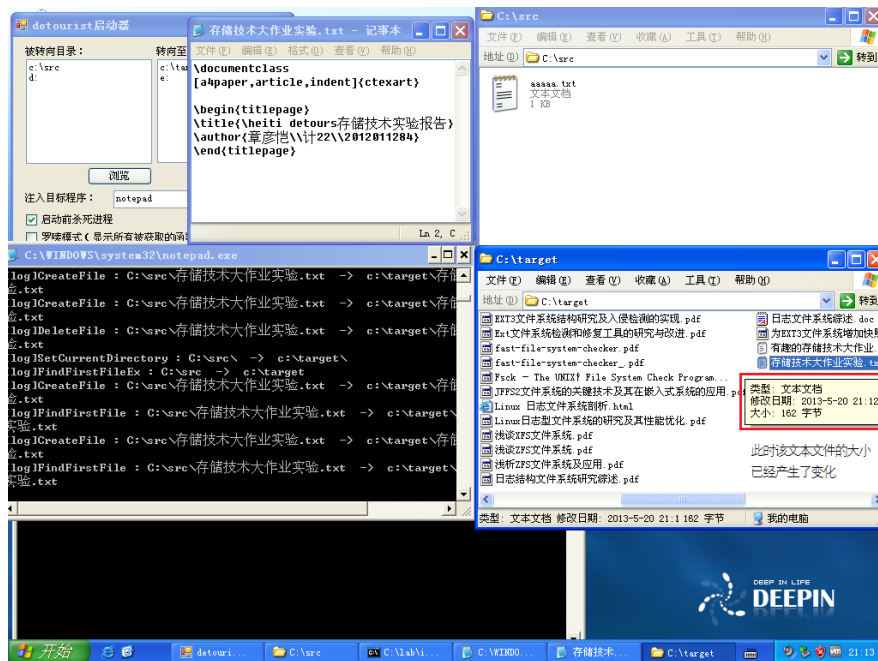 detourist启动器
被转向目录：
转向至
c:\src
d:
c:\tar
e:
浏览
注入目标程序：
notepad
启动前杀死进程
罗嗦模式(显示所有被获取的函
存储技术大作业实验.txt - 记事本
文件(F) 编辑(E) 格式(O) 查看(V) 帮助(H)
\documentclass
[a4paper,article,indent]{ctexart}
\begin{titlepage}
\title{\heiti detours存储技术实验报告}
\author{章彦恺\\计22\\2012011284}
\end{titlepage}
Ln 2, C
C:\src
文件(F) 编辑(E) 查看(V) 收藏(A) 工具(T) 帮助(H)
地址(D) C:\src 转到
aaaaa.txt
文本文档
1 KB
C:\WINDOWS\system32\notepad.exe
[log]CreateFile : C:\src\存储技术大作业实验.txt -> c:\target\存储
验.txt
[log]CreateFile : C:\src\存储技术大作业实验.txt -> c:\target\存储
验.txt
[log]DeleteFile : C:\src\存储技术大作业实验.txt -> c:\target\存储
验.txt
[log]SetCurrentDirectory : C:\src\ -> c:\target\
[log]FindFirstFileEx : C:\src -> c:\target
[log]CreateFile : C:\src\存储技术大作业实验.txt -> c:\target\存储
验.txt
[log]FindFirstFile : C:\src\存储技术大作业实验.txt -> c:\target\
实验.txt
[log]CreateFile : C:\src\存储技术大作业实验.txt -> c:\target\存储
验.txt
[log]FindFirstFile : C:\src\存储技术大作业实验.txt -> c:\target\
实验.txt
C:\target
文件(F) 编辑(E) 查看(V) 收藏(A) 工具(T) 帮助(H)
地址(D) C:\target 转到
EXT3文件系统结构研究及入侵检测的实现.pdf
Ext文件系统检测和修复工具的研究与改进.pdf
fast-file-system-checker.pdf
fast-file-system-checker_.pdf
Fsck - The UNIX† File System Check Program...
JFFS2文件系统的关键技术及其在嵌入式系统的应用.pdf
Linux 日志文件系统剖析.html
Linux日志型文件系统的研究及其性能优化.pdf
浅谈XFS文件系统.pdf
浅谈ZFS文件系统.pdf
浅析ZFS文件系统及应用.pdf
日志结构文件系统研究综述.pdf
日志文件系统综述.doc
为EXT3文件系统增加快照
有趣的存储技术大作业.
存储技术大作业实验.tx
类型: 文本文档
修改日期: 2013-5-20 21:12
大小: 162 字节
此时该文本文件的大小
已经产生了变化
类型: 文本文档 修改日期: 2013-5-20 21:1 162 字节 我的电脑
DEEP IN LIFE
DEEPIN
开始 detouri... C:\src C:\lab\i... C:\WINDO... 存储技术... C:\target 21:13